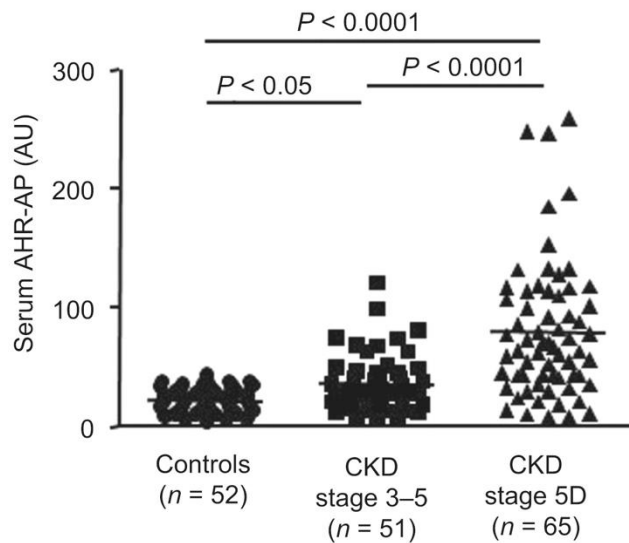 P < 0.0001
P < 0.0001
P < 0.05
300
200
100
0
Serum AHR-AP (AU)
Controls
(n = 52)
CKD
stage 3–5
(n = 51)
CKD
stage 5D
(n = 65)